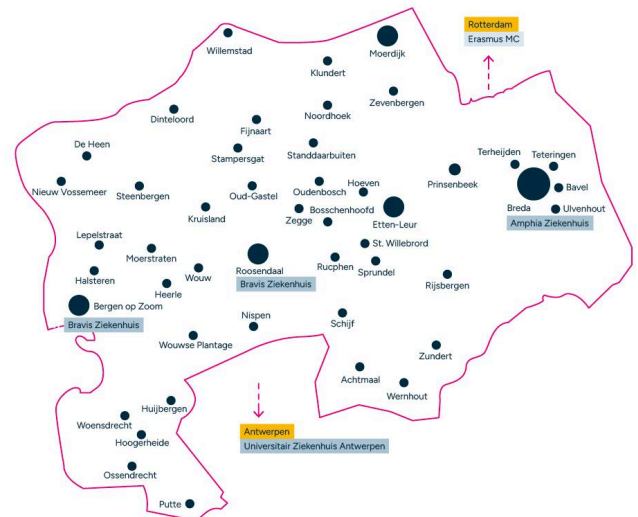 Rotterdam
Erasmus MC
Willemstad
Moerdijk
Klundert
Zevenbergen
Dinteloord
Noordhoek
Fijnaart
De Heen
Stampersgat
Standdaarbuiten
Terheijden
Teteringen
Nieuw Vossemeer
Steenbergen
Oud-Gastel
Oudenbosch
Hoeven
Prinsenbeek
Bavel
Kruisland
Zegge
Bosschenhoofd
Etten-Leur
Breda
Ulvenhout
Amphia Ziekenhuis
Lepelstraat
Moerstraten
St. Willebrord
Halsteren
Heerle
Wouw
Roosendaal
Bravis Ziekenhuis
Rucphen
Sprundel
Rijsbergen
Bergen op Zoom
Bravis Ziekenhuis
Nispen
Schijf
Wouwse Plantage
Zundert
Achtmaal
Wernhout
Huijbergen
Woensdrecht
Hoogerheide
Antwerpen
Universitair Ziekenhuis Antwerpen
Ossendrecht
Putte